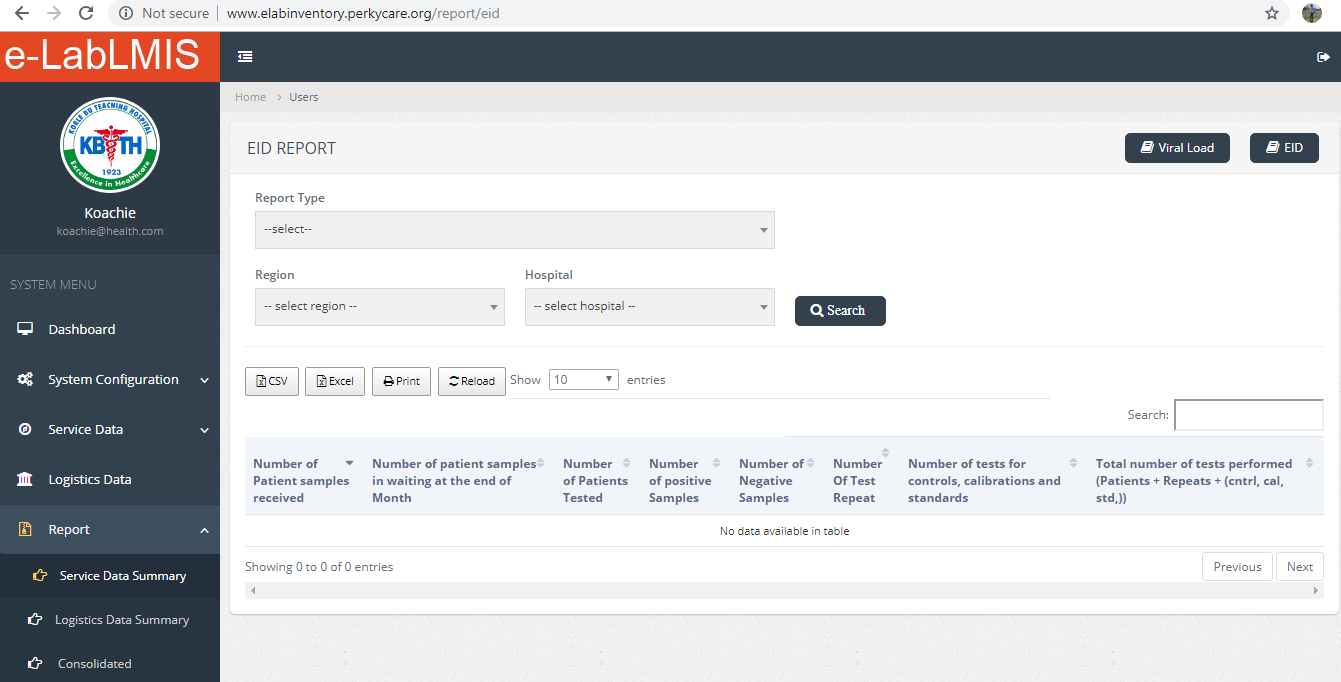 Not secure | www.elabinventory.perkycare.org/report/eid
e-LabLMIS
KORLE BU TEACHING HOSPITAL
KBTH
1923
Excellence in Healthcare
Koachie
koachie@health.com
SYSTEM MENU
Dashboard
System Configuration
Service Data
Logistics Data
Report
Service Data Summary
Logistics Data Summary
Consolidated
Home > Users
EID REPORT
Viral Load
EID
Report Type
--select--
Region
Hospital
-- select region --
-- select hospital --
Search
CSV
Excel
Print
Reload
Show 10 entries
Search:
Number of
Patient samples
received
Number of patient samples
in waiting at the end of
Month
Number
of Patients
Tested
Number
of positive
Samples
Number of
Negative
Samples
Number
Of Test
Repeat
Number of tests for
controls, calibrations and
standards
Total number of tests performed
(Patients + Repeats + (cntrl, cal,
std,))
No data available in table
Showing 0 to 0 of 0 entries
Previous
Next